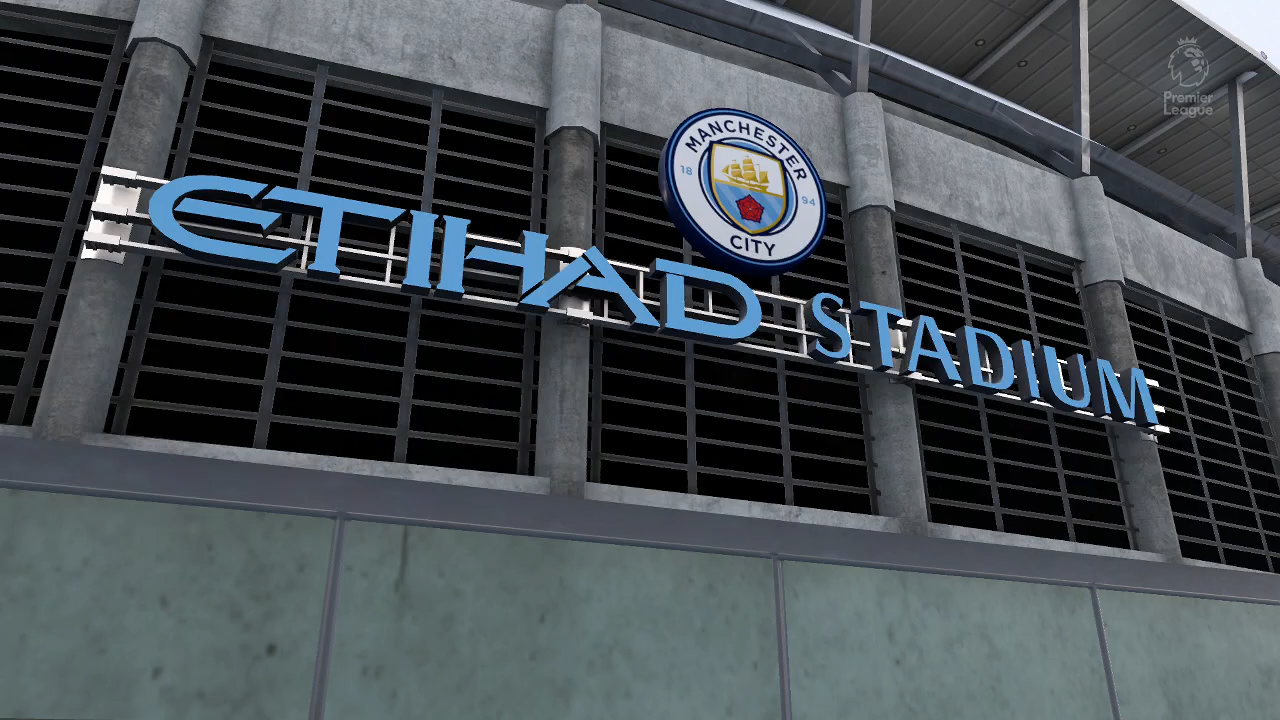 Premier
League
MANCHESTER
18 94
CITY
ETIHAD STADIUM